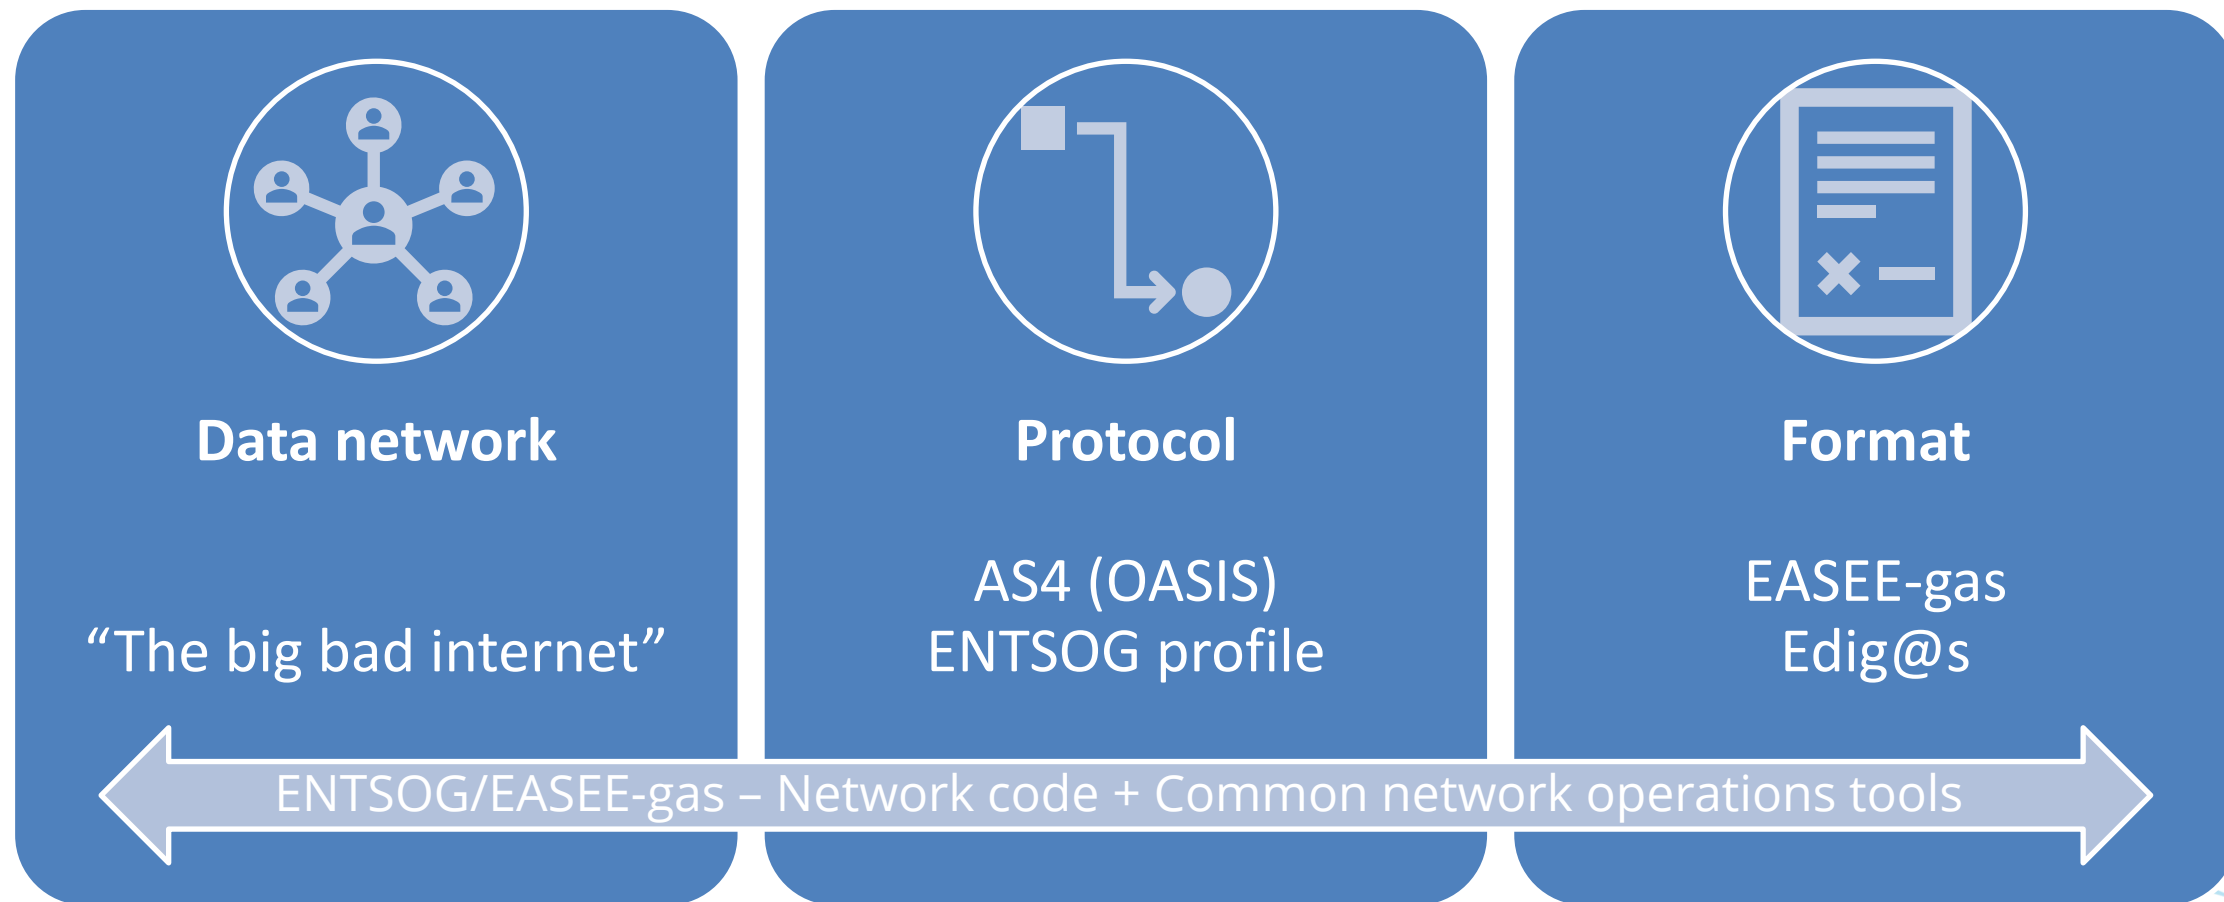 Data network
“The big bad internet”
Protocol
AS4 (OASIS)
ENTSOG profile
Format
EASEE-gas
Edig@s
ENTSOG/EASEE-gas – Network code + Common network operations tools